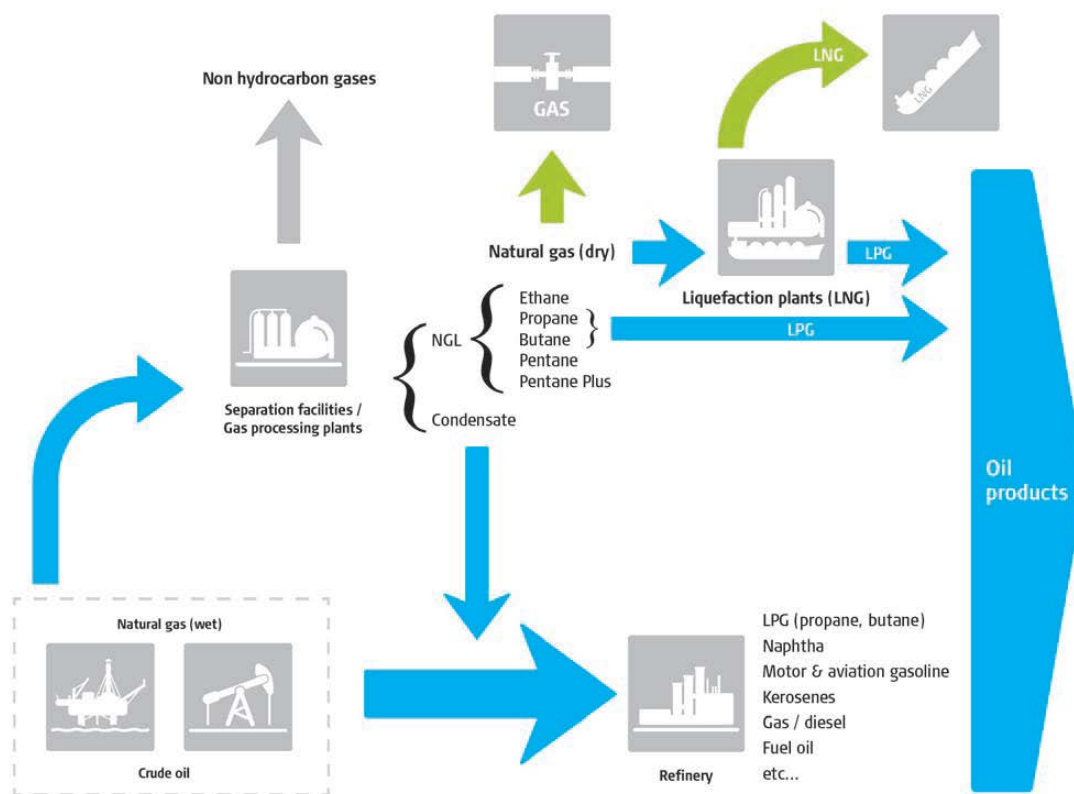 LNG
LNG
Non hydrocarbon gases
GAS
Natural gas (dry)
LPG
Liquefaction plants (LNG)
Ethane
Propane
NGL
Butane
LPG
Pentane
Pentane Plus
Separation facilities /
Gas processing plants
Condensate
Oil
products
Natural gas (wet)
Crude oil
Refinery
LPG (propane, butane)
Naphtha
Motor & aviation gasoline
Kerosenes
Gas / diesel
Fuel oil
etc...